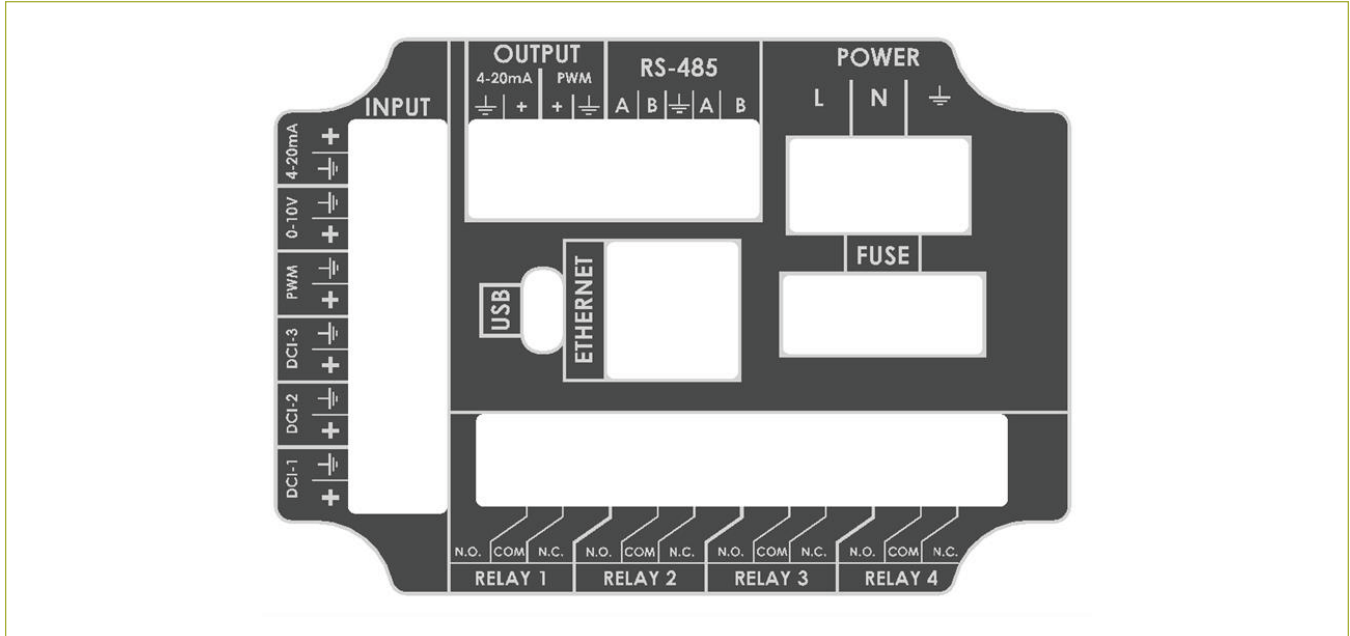 OUTPUT
4-20mA PWM
+ +
RS-485
A B A B
POWER
L N
INPUT
4-20mA
+
0-10V
+
PWM
+
DCI-3
+
DCI-2
+
DCI-1
+
USB
ETHERNET
FUSE
N.O. COM N.C. N.O. COM N.C. N.O. COM N.C. N.O. COM N.C.
RELAY 1 RELAY 2 RELAY 3 RELAY 4